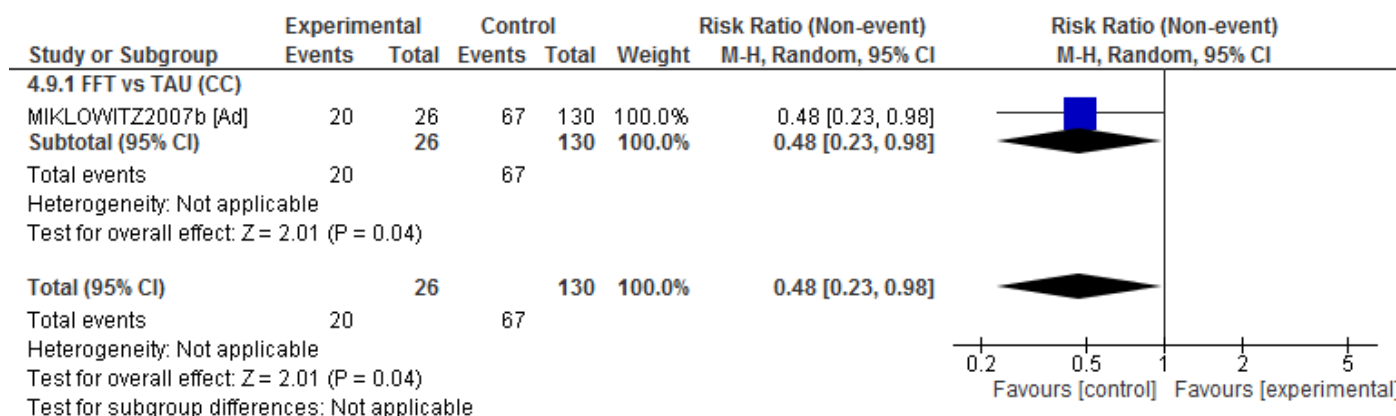 Experimental Control Risk Ratio (Non-event) Risk Ratio (Non-event)
Study or Subgroup Events Total Events Total Weight M-H, Random, 95% CI M-H, Random, 95% CI
4.9.1 FFT vs TAU (CC)
MIKLOWITZ2007b [Ad] 20 26 67 130 100.0% 0.48 [0.23, 0.98]
Subtotal (95% CI) 26 130 100.0% 0.48 [0.23, 0.98]
Total events 20 67
Heterogeneity: Not applicable
Test for overall effect: Z = 2.01 (P = 0.04)
Total (95% CI) 26 130 100.0% 0.48 [0.23, 0.98]
Total events 20 67
Heterogeneity: Not applicable
Test for overall effect: Z = 2.01 (P = 0.04)
Test for subgroup differences: Not applicable
0.2 0.5 1 2 5
Favours [control] Favours [experimental]